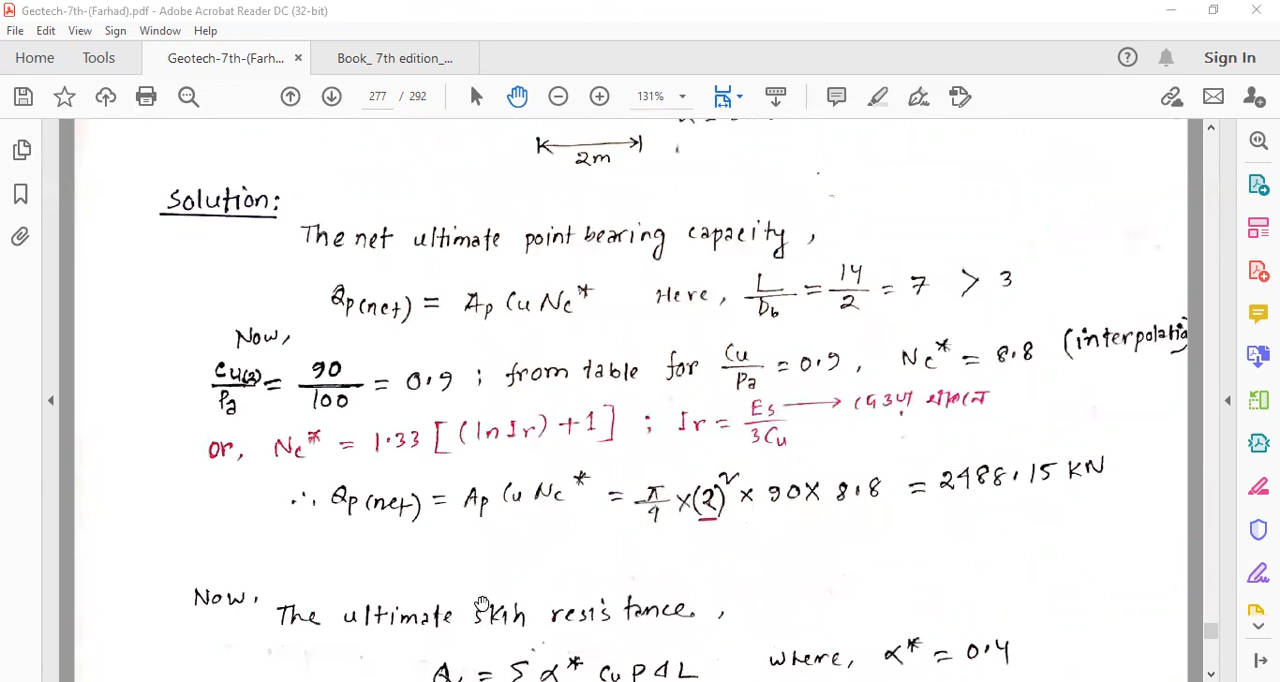 Geotech-7th-(Farhad).pdf - Adobe Acrobat Reader DC (32-bit)
File Edit View Sign Window Help
Home Tools Geotech-7th-(Farh... × Book_ 7th edition_... Sign In
277 / 292 131%
2m
Solution:
The net ultimate point bearing capacity,
Qp(net) = Ap Cu Nc* Here, L/Db = 14/2 = 7 > 3
Now,
Cu(2)/Pa = 90/100 = 0.9 ; from table for Cu/Pa = 0.9, Nc* = 8.8 (interpolatio
or, Nc* = 1.33 [(ln Ir) + 1] ; Ir = Es/3Cu →
∴ Qp(net) = Ap Cu Nc* = π/4 × (2)² × 90 × 8.8 = 2488.15 KN
Now,
The ultimate skin resistance,
= Σ α* Cu P Δ L where, α* = 0.4